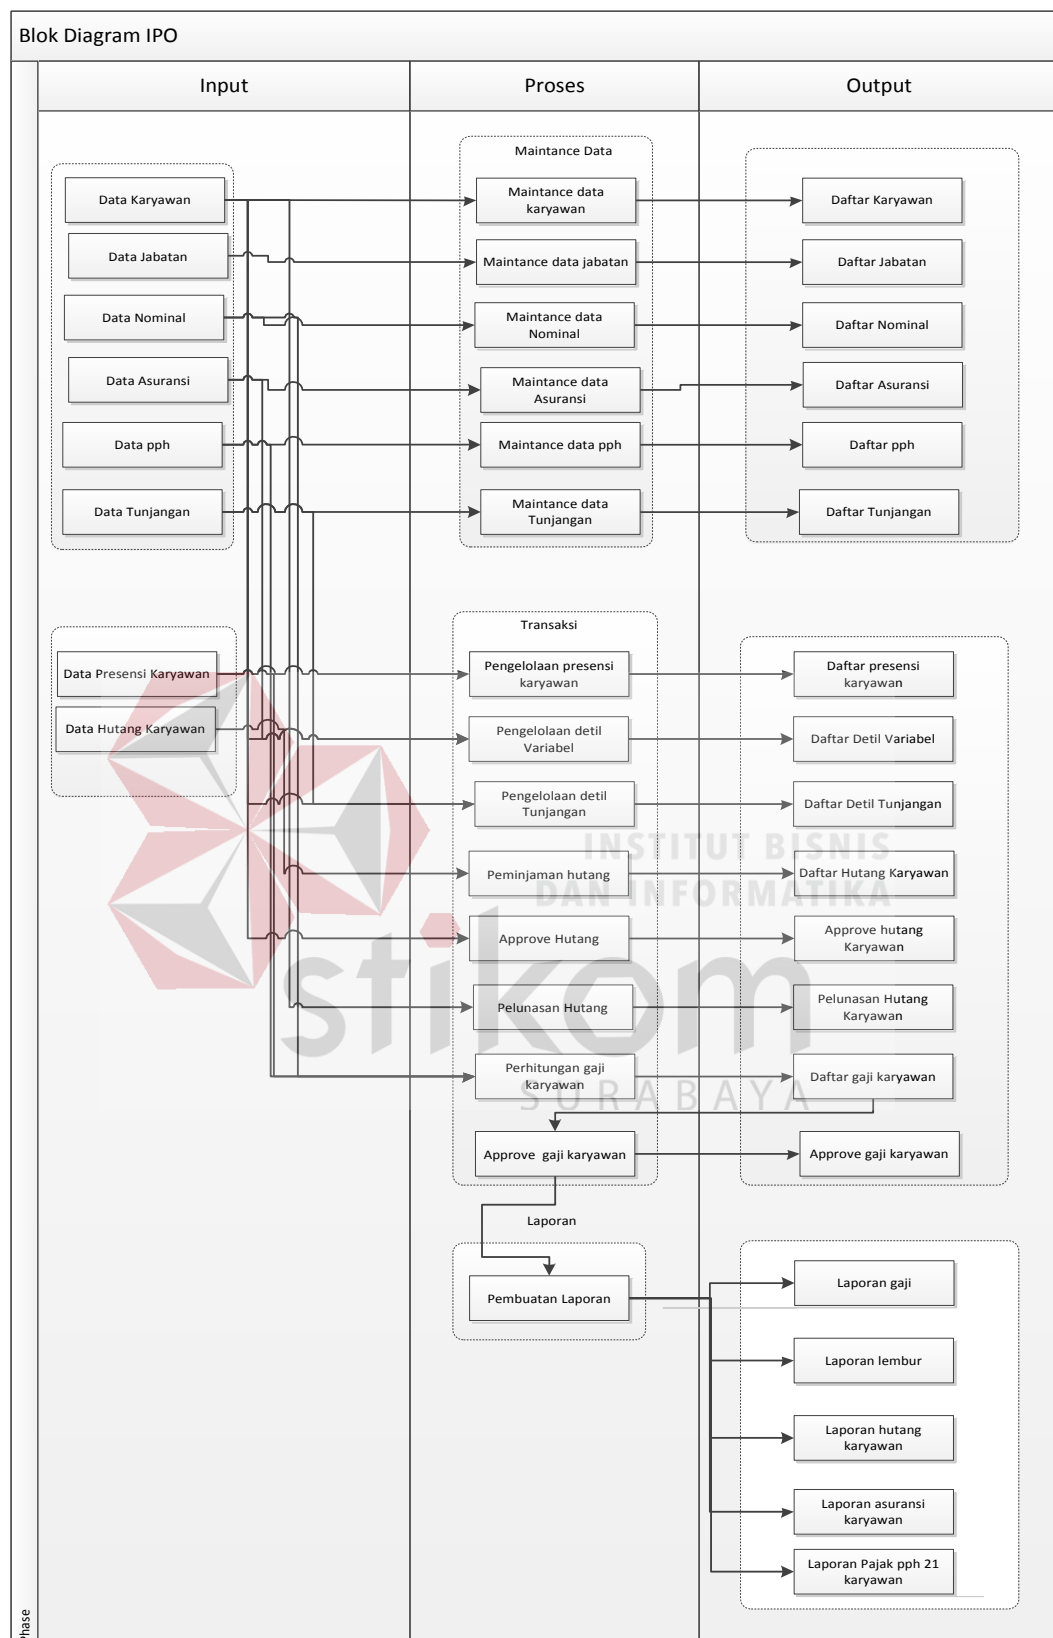 Blok Diagram IPO
Input
Proses
Output
Maintance Data
Data Karyawan
Maintance data
karyawan
Daftar Karyawan
Data Jabatan
Maintance data jabatan
Daftar Jabatan
Data Nominal
Maintance data
Nominal
Daftar Nominal
Data Asuransi
Maintance data
Asuransi
Daftar Asuransi
Data pph
Maintance data pph
Daftar pph
Data Tunjangan
Maintance data
Tunjangan
Daftar Tunjangan
Transaksi
Data Presensi Karyawan
Pengelolaan presensi
karyawan
Daftar presensi
karyawan
Data Hutang Karyawan
Pengelolaan detil
Variabel
Daftar Detil Variabel
Pengelolaan detil
Tunjangan
Daftar Detil Tunjangan
INSTITUT BISNIS
DAN INFORMATIKA
Peminjaman hutang
Daftar Hutang Karyawan
Approve Hutang
Approve hutang
Karyawan
stikom
Pelunasan Hutang
Pelunasan Hutang
Karyawan
Perhitungan gaji
karyawan
Daftar gaji karyawan
SURABAYA
Approve gaji karyawan
Approve gaji karyawan
Laporan
Pembuatan Laporan
Laporan gaji
Laporan lembur
Laporan hutang
karyawan
Laporan asuransi
karyawan
Laporan Pajak pph 21
karyawan
Phase